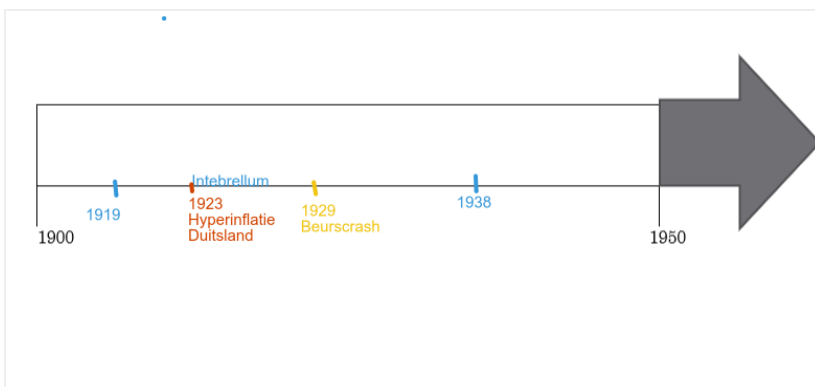 Intebrellum
1919
1923
Hyperinflatie
Duitsland
1929
Beurscrash
1938
1900
1950